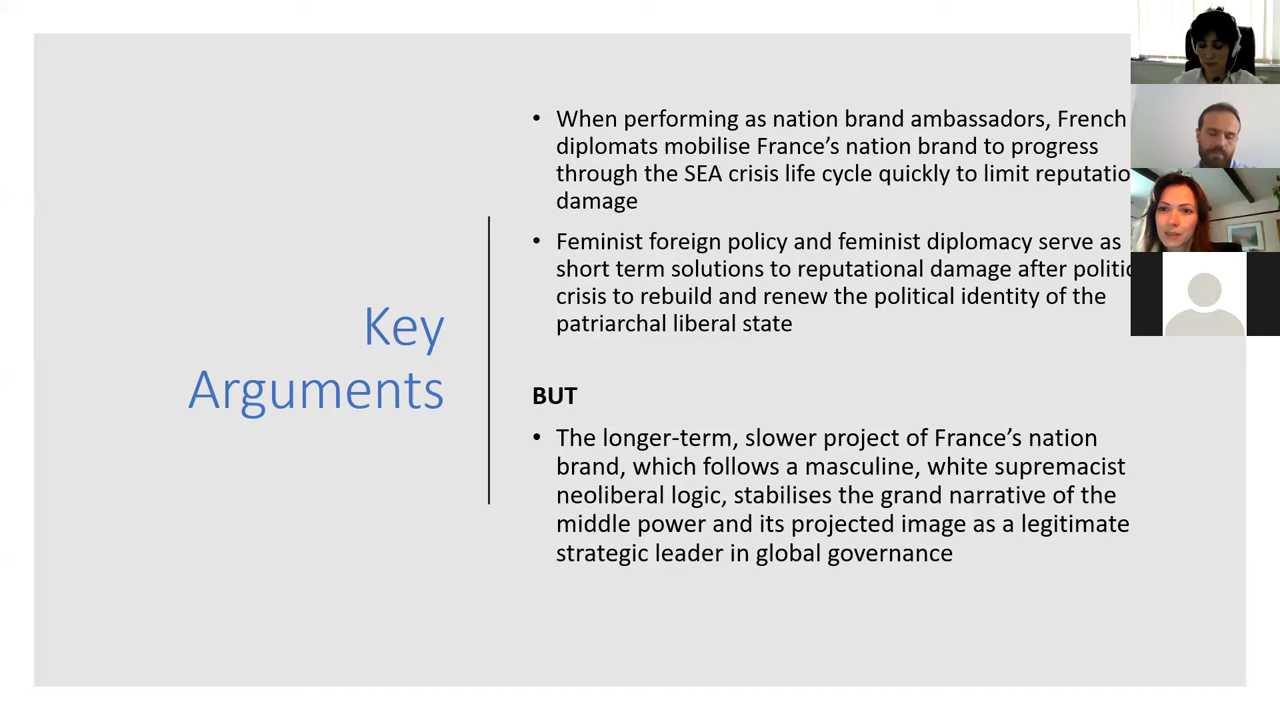 Key
Arguments
• When performing as nation brand ambassadors, French
diplomats mobilise France’s nation brand to progress
through the SEA crisis life cycle quickly to limit
damage
• Feminist foreign policy and feminist diplomacy serve as
short term solutions to reputational damage after
crisis to rebuild and renew the political identity of the
patriarchal liberal state
BUT
• The longer-term, slower project of France’s nation
brand, which follows a masculine, white supremacist
neoliberal logic, stabilises the grand narrative of the
middle power and its projected image as a legitimate
strategic leader in global governance